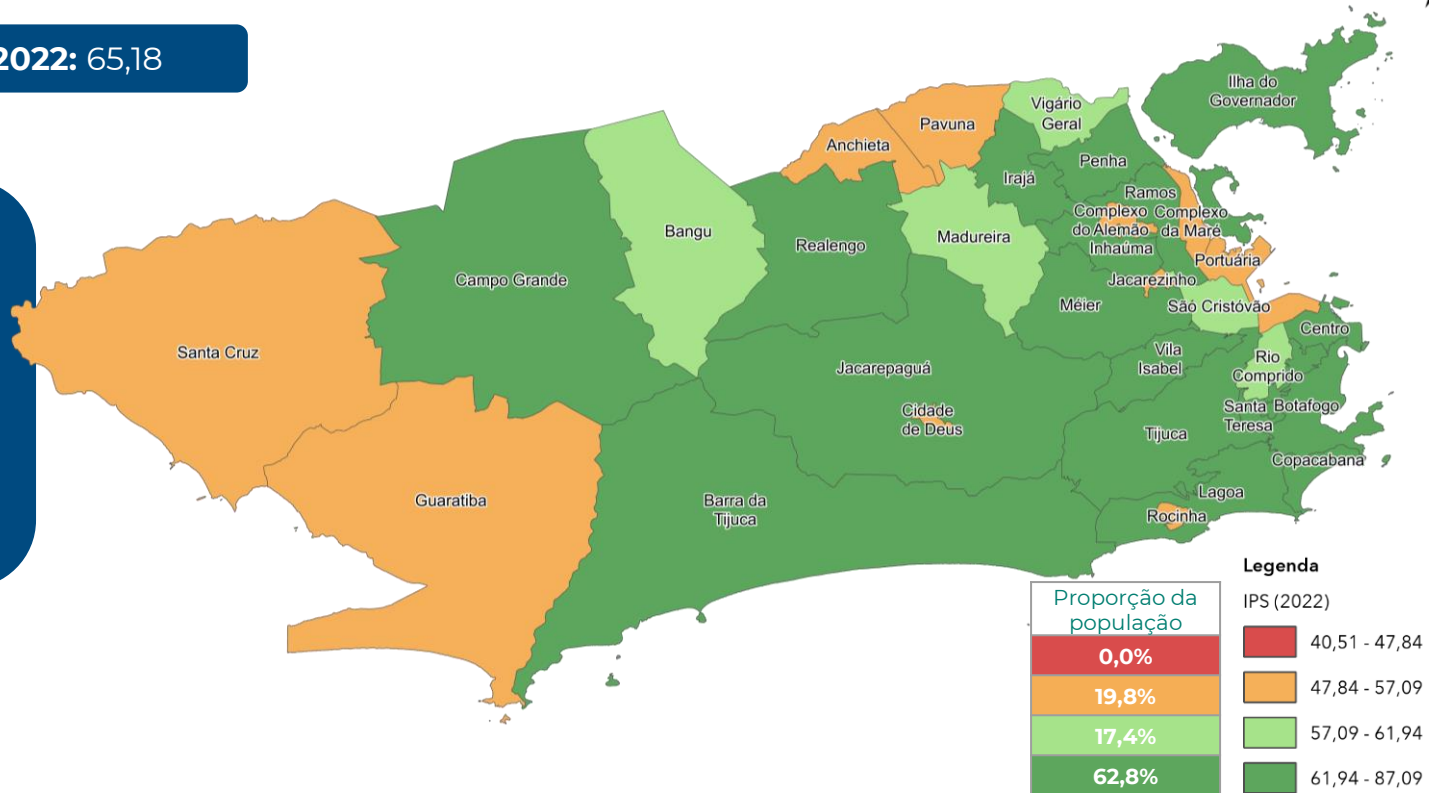 2022: 65,18
Ilha do
Governador
Vigário
Geral
Pavuna
Anchieta
Penha
Irajá
Ramos
Complexo
do Alemão
Complexo
da Maré
Inhaúma
Bangu
Realengo
Madureira
Portuária
Campo Grande
Jacarezinho
Méier
São Cristóvão
Centro
Santa Cruz
Vila
Isabel
Rio
Comprido
Jacarepaguá
Cidade
de Deus
Santa
Teresa
Botafogo
Tijuca
Copacabana
Guaratiba
Barra da
Tijuca
Lagoa
Rocinha
Proporção da
população
0,0%
19,8%
17,4%
62,8%
Legenda
IPS (2022)
40,51 - 47,84
47,84 - 57,09
57,09 - 61,94
61,94 - 87,09